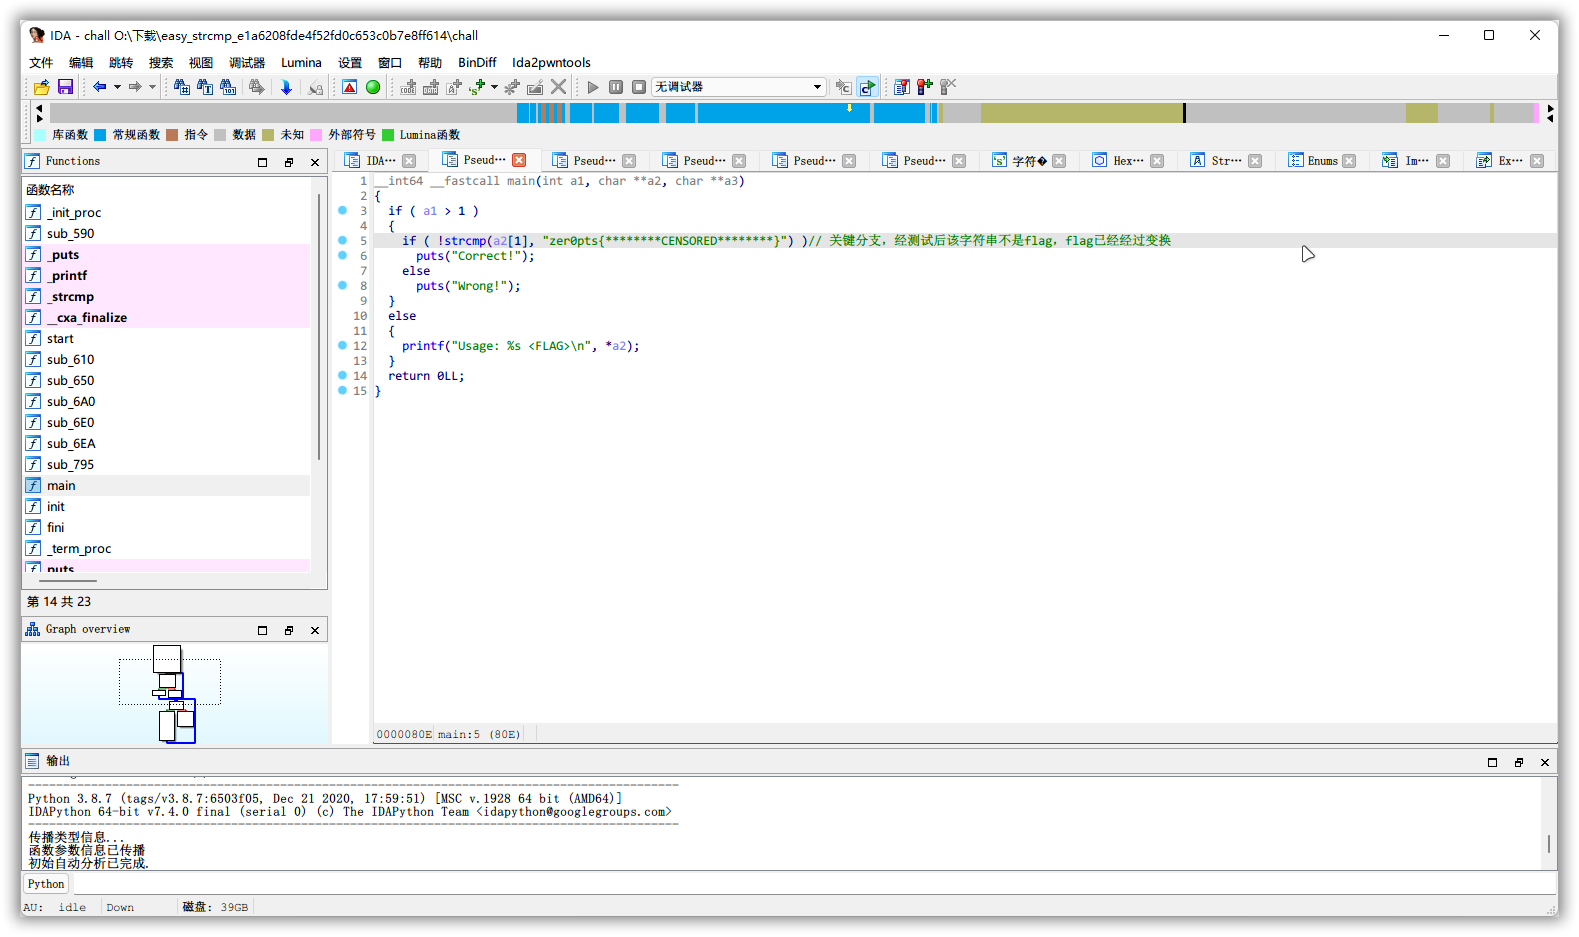 IDA - chall O:\下载\easy_strcmp_e1a6208fde4f52fd0c653c0b7e8ff614\chall
文件 编辑 跳转 搜索 视图 调试器 Lumina 设置 窗口 帮助 BinDiff Ida2pwntools
无调试器
库函数 常规函数 指令 数据 未知 外部符号 Lumina函数
Functions
IDA··· Pseud··· Pseud··· Pseud··· Pseud··· Pseud··· 字符� Hex··· Str··· Enums Im··· Ex···
函数名称
_init_proc
sub_590
_puts
_printf
_strcmp
__cxa_finalize
start
sub_610
sub_650
sub_6A0
sub_6E0
sub_6EA
sub_795
main
init
fini
_term_proc
puts
第 14 共 23
Graph overview
1 __int64 __fastcall main(int a1, char **a2, char **a3)
2 {
3 if ( a1 > 1 )
4 {
5 if ( !strcmp(a2[1], "zer0pts{********CENSORED********}") )// 关键分支，经测试后该字符串不是flag，flag已经经过变换
6 puts("Correct!");
7 else
8 puts("Wrong!");
9 }
10 else
11 {
12 printf("Usage: %s <FLAG>\n", *a2);
13 }
14 return 0LL;
15 }
0000080E main:5 (80E)
输出
Python 3.8.7 (tags/v3.8.7:6503f05, Dec 21 2020, 17:59:51) [MSC v.1928 64 bit (AMD64)]
IDAPython 64-bit v7.4.0 final (serial 0) (c) The IDAPython Team <idapython@googlegroups.com>
传播类型信息...
函数参数信息已传播
初始自动分析已完成.
Python
AU: idle Down 磁盘: 39GB